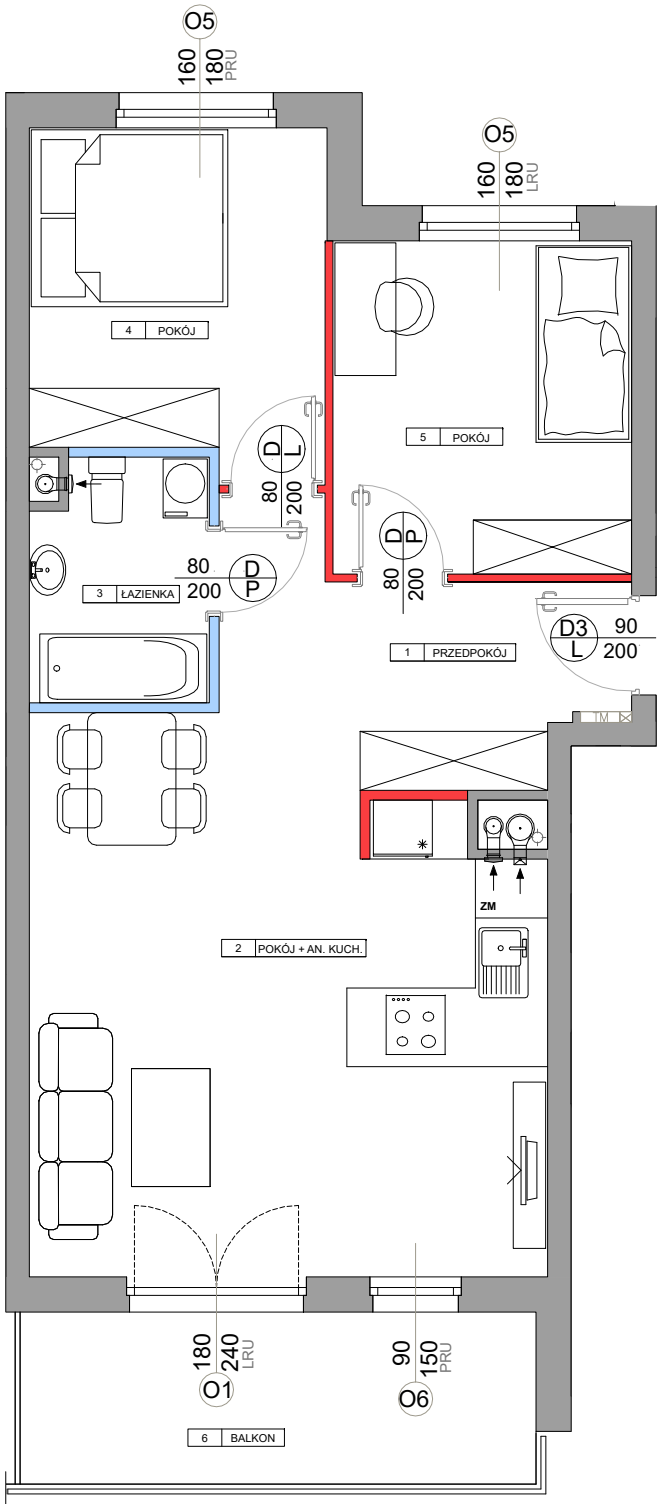 O5
160
180
PRU
O5
160
180
LRU
4 POKÓJ
5 POKÓJ
D
L
80
200
D
P
80
200
80
200
D
P
3 ŁAZIENKA
D3
L
90
200
1 PRZEDPOKÓJ
TM
ZM
2 POKÓJ + AN. KUCH.
180
240
LRU
O1
90
150
PRU
O6
6 BALKON